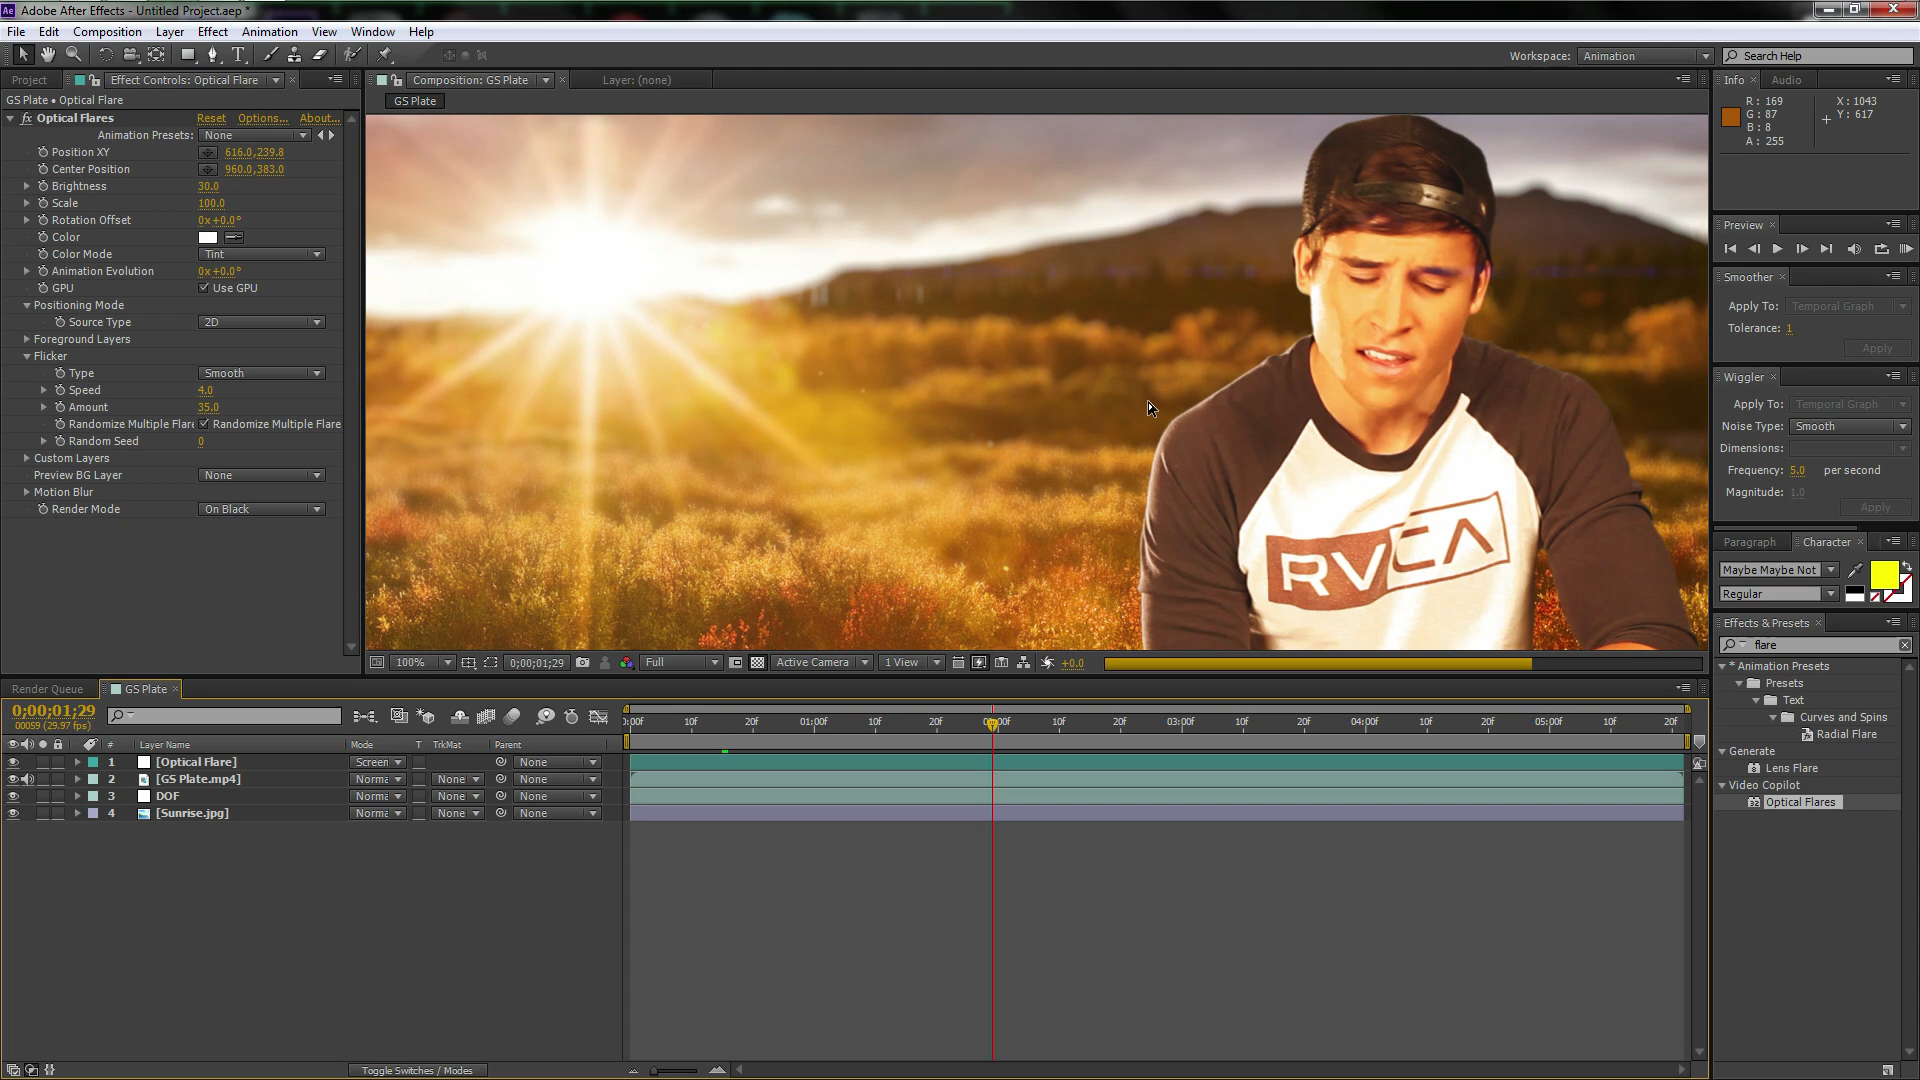 Adobe After Effects - Untitled Project.aep *
File Edit Composition Layer Effect Animation View Window Help
Workspace: Animation Search Help
Project Effect Controls: Optical Flare Composition: GS Plate Layer: (none) Info Audio
GS Plate • Optical Flare GS Plate
R: 169 X: 1043
G: 87 Y: 617
B: 8
A: 255
fx Optical Flares Reset Options... About...
Animation Presets: None
Position XY 616.0,239.8
Center Position 960.0,383.0
Brightness 30.0
Scale 100.0
Rotation Offset 0x+0.0°
Color
Color Mode Tint
Animation Evolution 0x+0.0°
GPU Use GPU
Positioning Mode
Source Type 2D
Foreground Layers
Flicker
Type Smooth
Speed 4.0
Amount 35.0
Randomize Multiple Flare Randomize Multiple Flare
Random Seed 0
Custom Layers
Preview BG Layer None
Motion Blur
Render Mode On Black
RVCA
Preview
Smoother
Apply To: Temporal Graph
Tolerance: 1
Apply
Wiggler
Apply To: Temporal Graph
Noise Type: Smooth
Dimensions:
Frequency: 5.0 per second
Magnitude: 1.0
Apply
Paragraph Character
Maybe Maybe Not
Regular
Effects & Presets
flare
* Animation Presets
Presets
Text
Curves and Spins
Radial Flare
Generate
Lens Flare
Video Copilot
Optical Flares
100% 0;00;01;29 Full Active Camera 1 View +0.0
Render Queue GS Plate
0;00;01;29
00059 (29.97 fps)
):00f 10f 20f 01:00f 10f 20f 10f 20f 03:00f 10f 20f 04:00f 10f 20f 05:00f 10f 20f
# Layer Name Mode T TrkMat Parent
1 [Optical Flare] Screen None
2 [GS Plate.mp4] Norma None None
3 DOF Norma None None
4 [Sunrise.jpg] Norma None None
Toggle Switches / Modes